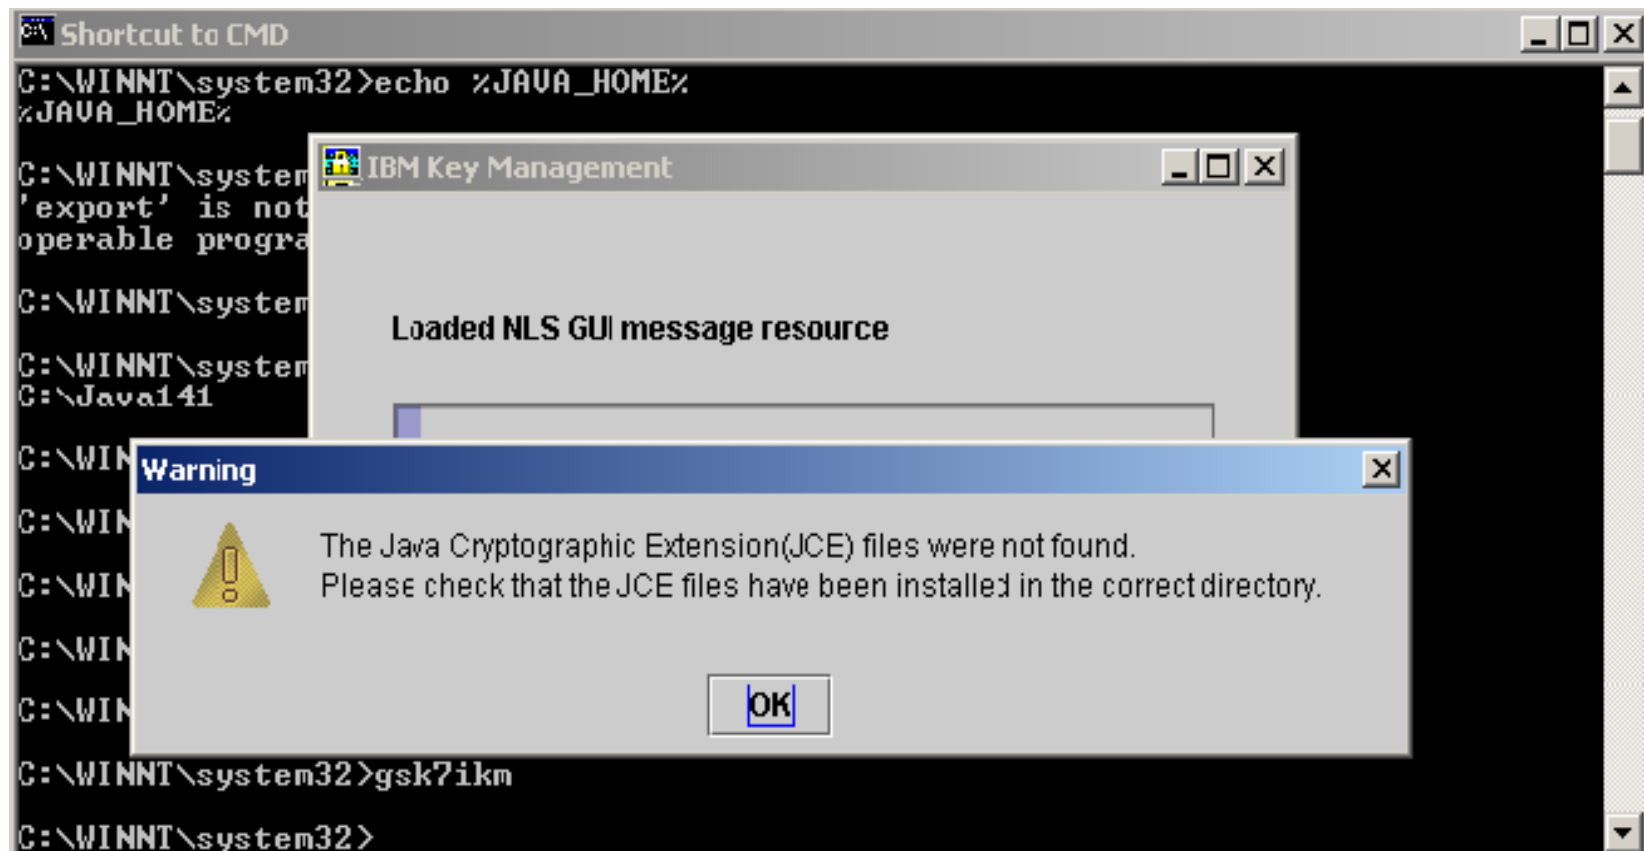 Shortcut to CMD
C:\WINNT\system32>echo %JAVA_HOME%
%JAVA_HOME%
C:\WINNT\system
'export' is not
operable progra
C:\WINNT\system
C:\WINNT\system
C:\Java141
C:\WIN
C:\WIN
C:\WIN
C:\WIN
C:\WIN
C:\WINNT\system32>gsk7ikm
C:\WINNT\system32>
IBM Key Management
Loaded NLS GUI message resource
Warning
The Java Cryptographic Extension(JCE) files were not found.
Please check that the JCE files have been installed in the correct directory.
OK